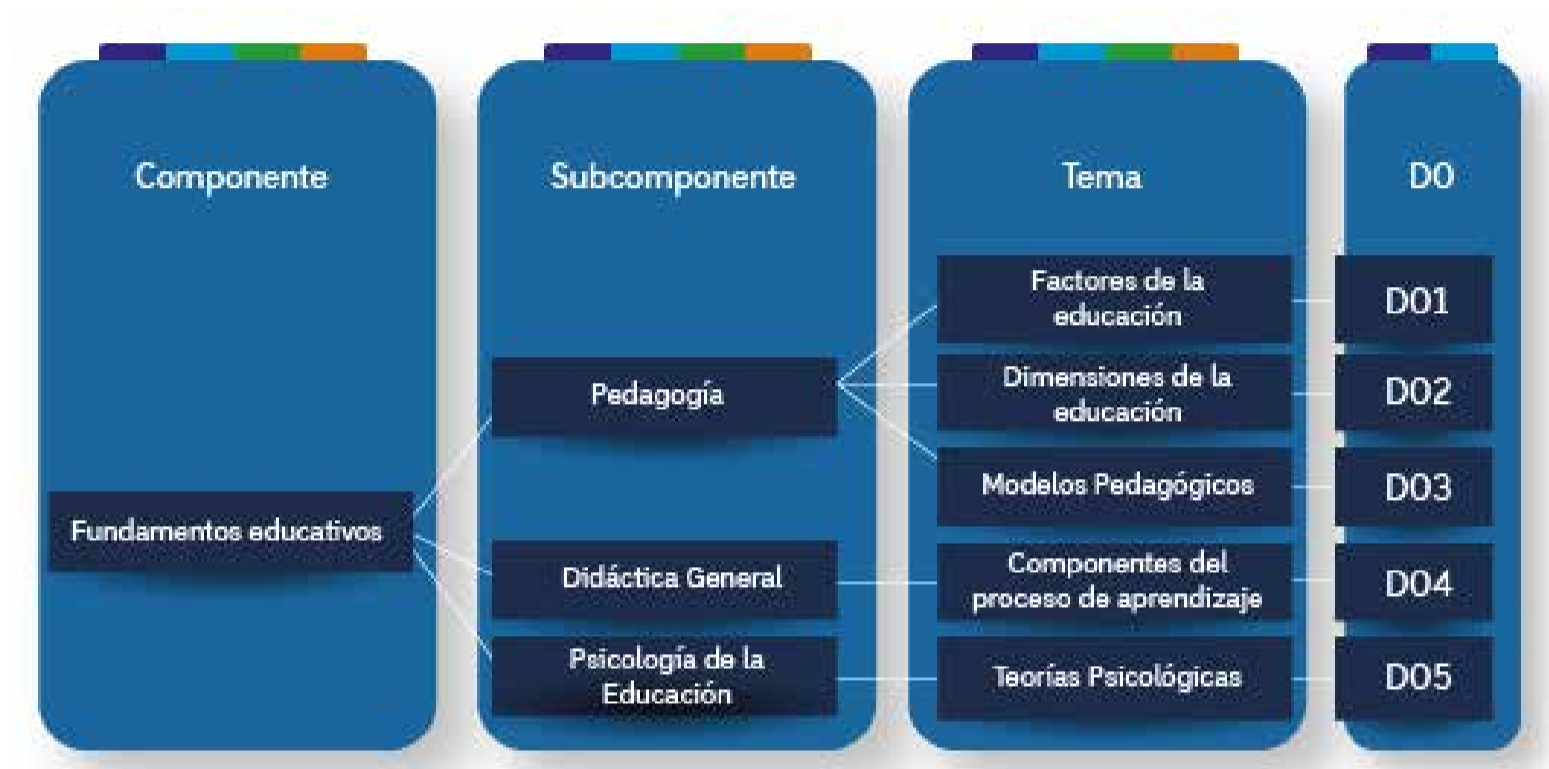 Componente
Fundamentos educativos
Subcomponente
Pedagogía
Didáctica General
Psicología de la
Educación
Tema
Factores de la
educación
Dimensiones de la
educación
Modelos Pedagógicos
Componentes del
proceso de aprendizaje
Teorías Psicológicas
DO
DO1
DO2
DO3
DO4
DO5